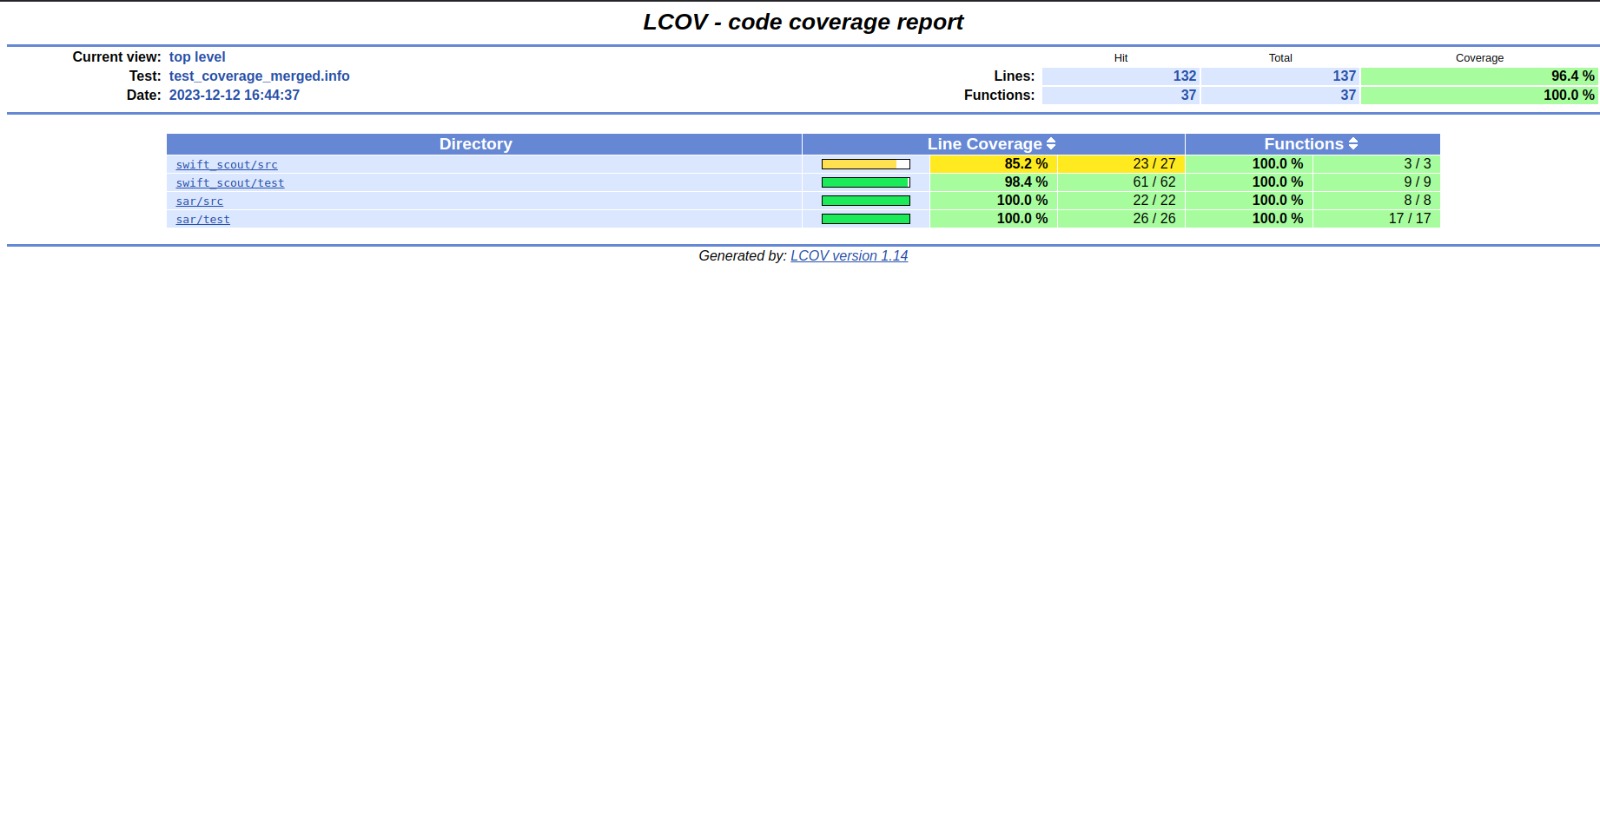 LCOV - code coverage report
Current view: top level
Hit Total Coverage
Test: test_coverage_merged.info Lines: 132 137 96.4 %
Date: 2023-12-12 16:44:37 Functions: 37 37 100.0 %
Directory Line Coverage Functions
swift_scout/src 85.2 % 23 / 27 100.0 % 3 / 3
swift_scout/test 98.4 % 61 / 62 100.0 % 9 / 9
sar/src 100.0 % 22 / 22 100.0 % 8 / 8
sar/test 100.0 % 26 / 26 100.0 % 17 / 17
Generated by: LCOV version 1.14